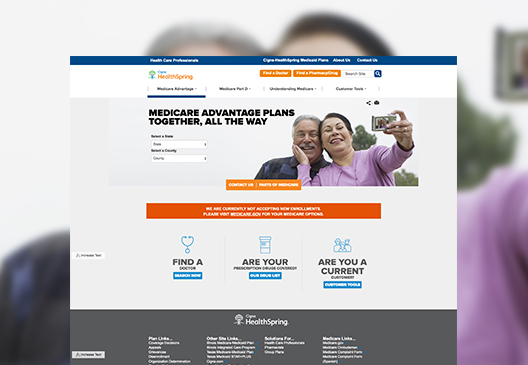 Health Care Professionals
Cigna-HealthSpring Medicaid Plans About Us Contact Us
Cigna
HealthSpring.
Find a Doctor Find a Pharmacy/Drug Search Site
Medicare Advantage Medicare Part D Understanding Medicare Customer Tools
MEDICARE ADVANTAGE PLANS
TOGETHER, ALL THE WAY
Select a State
State
Select a County
County
CONTACT US | PARTS OF MEDICARE
WE ARE CURRENTLY NOT ACCEPTING NEW ENROLLMENTS.
PLEASE VISIT MEDICARE.GOV FOR YOUR MEDICARE OPTIONS.
Increase Text
FIND A
DOCTOR
SEARCH NOW
ARE YOUR
PRESCRIPTION DRUGS COVERED?
OUR DRUG LIST
ARE YOU A
CURRENT
CUSTOMER?
CUSTOMER TOOLS
Cigna
HealthSpring.
Plan Links...
Coverage Decisions
Appeals
Grievances
Disenrollment
Organization Determination
Other Site Links...
Illinois Medicare-Medicaid Plan
Illinois Integrated Care Program
Texas Medicare-Medicaid Plan
Texas Medicaid STAR+PLUS
Cigna.com
Solutions For...
Health Care Professionals
Pharmacists
Group Plans
Medicare Links...
Medicare.gov
Medicare Ombudsman
Medicare Complaint Form
Medicare Complaint Form
(Spanish)
Increase Text